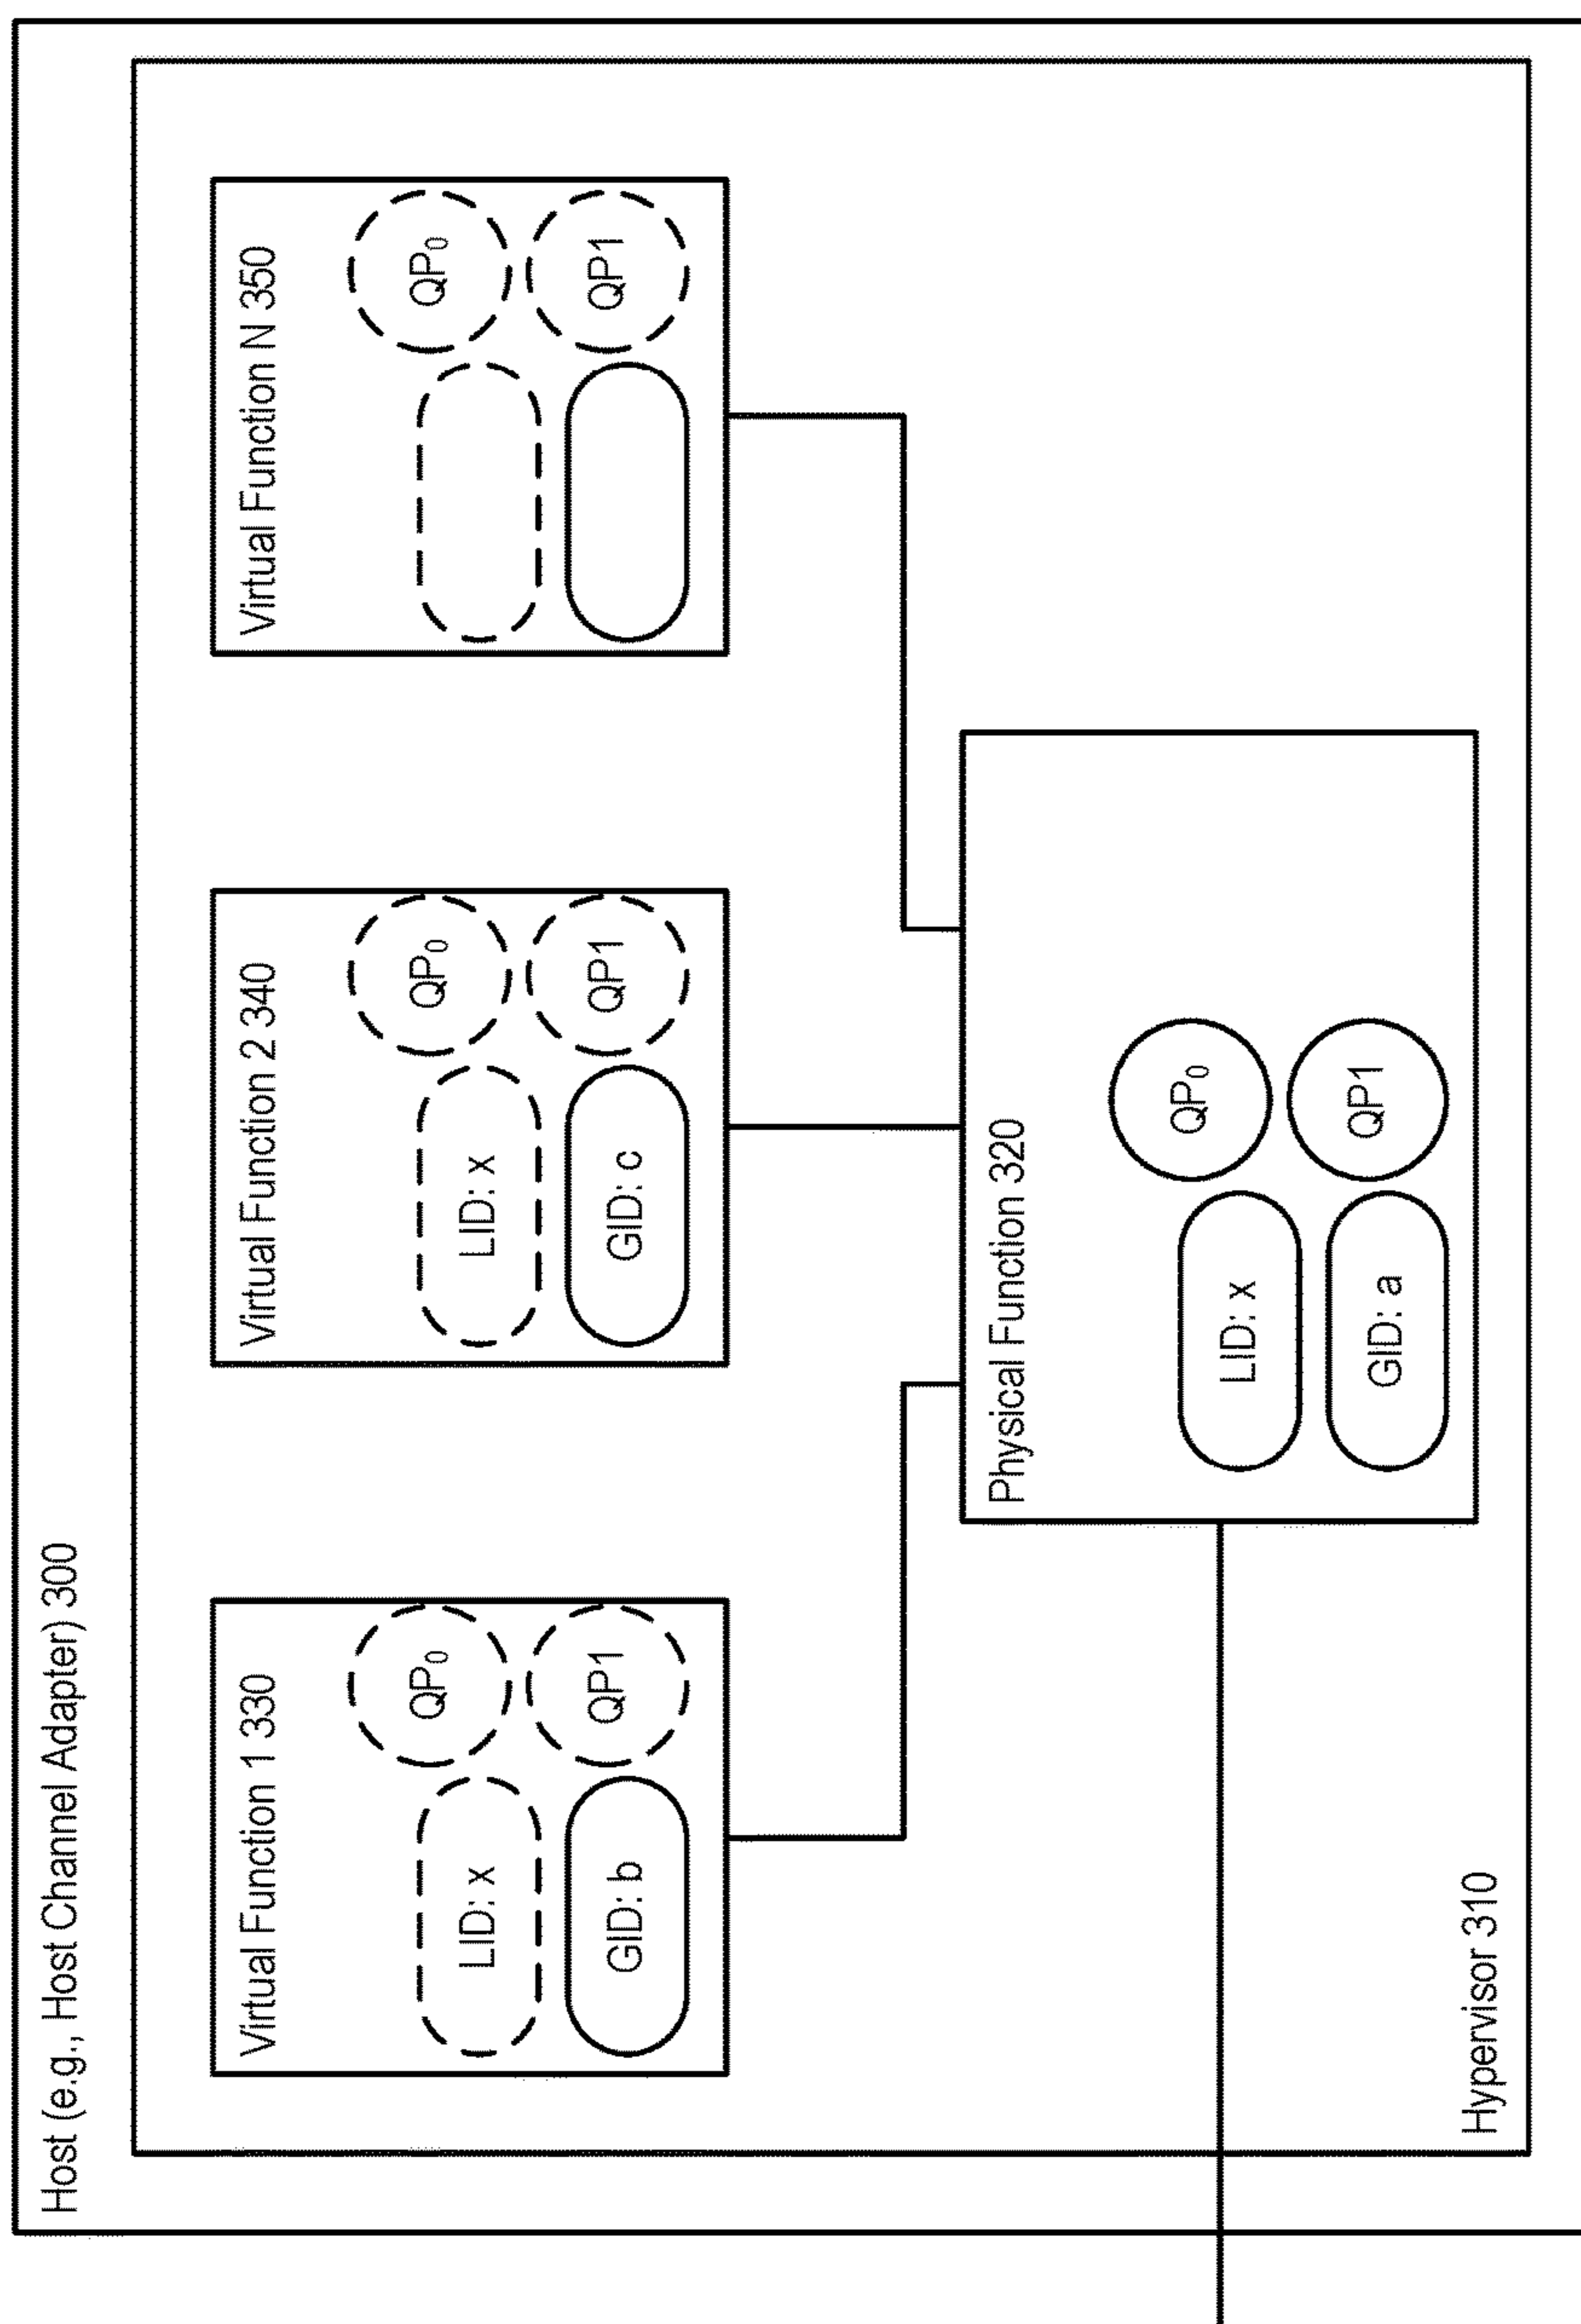 Host (e.g., Host Channel Adapter) 300
Virtual Function 1 330
QP₀
LID: x
QP1
GID: b
Virtual Function 2 340
QP₀
LID: x
QP1
GID: c
Virtual Function N 350
QP₀
QP1
Physical Function 320
QP₀
LID: x
QP1
GID: a
Hypervisor 310